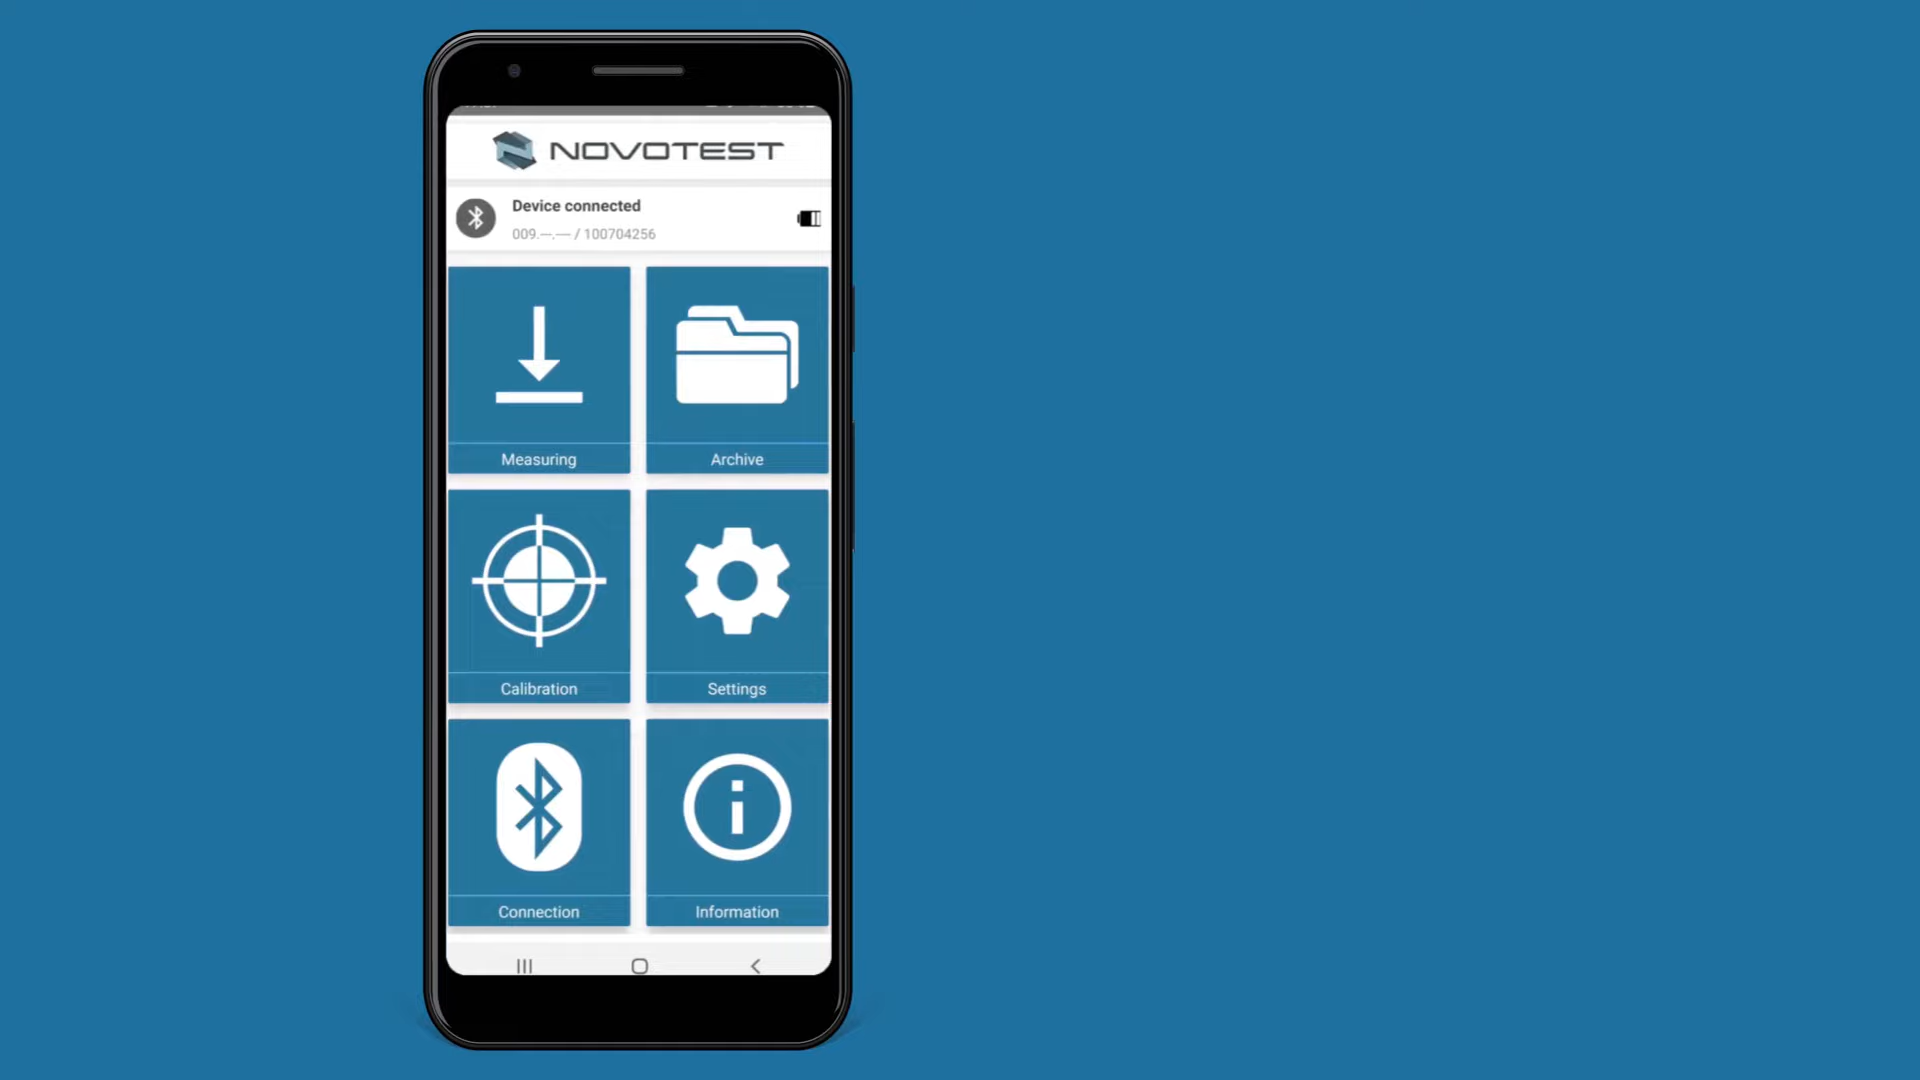 NOVOTEST
Device connected
009.--.-- / 100704256
Measuring
Archive
Calibration
Settings
Connection
Information